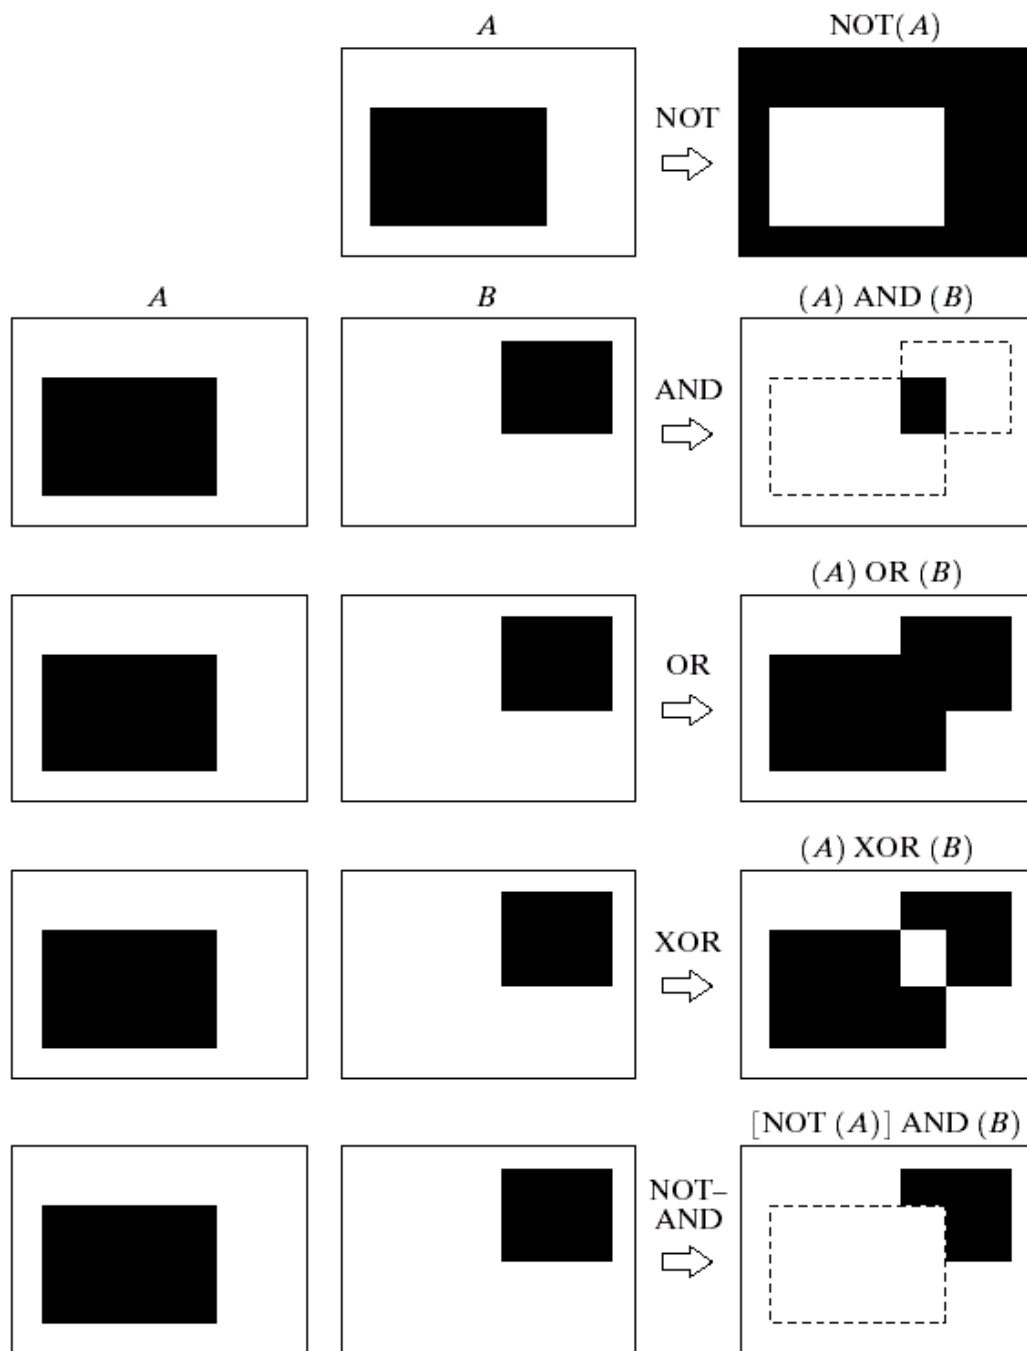 A NOT(A)
NOT
A B (A) AND (B)
AND
(A) OR (B)
OR
(A) XOR (B)
XOR
[NOT (A)] AND (B)
NOT–
AND